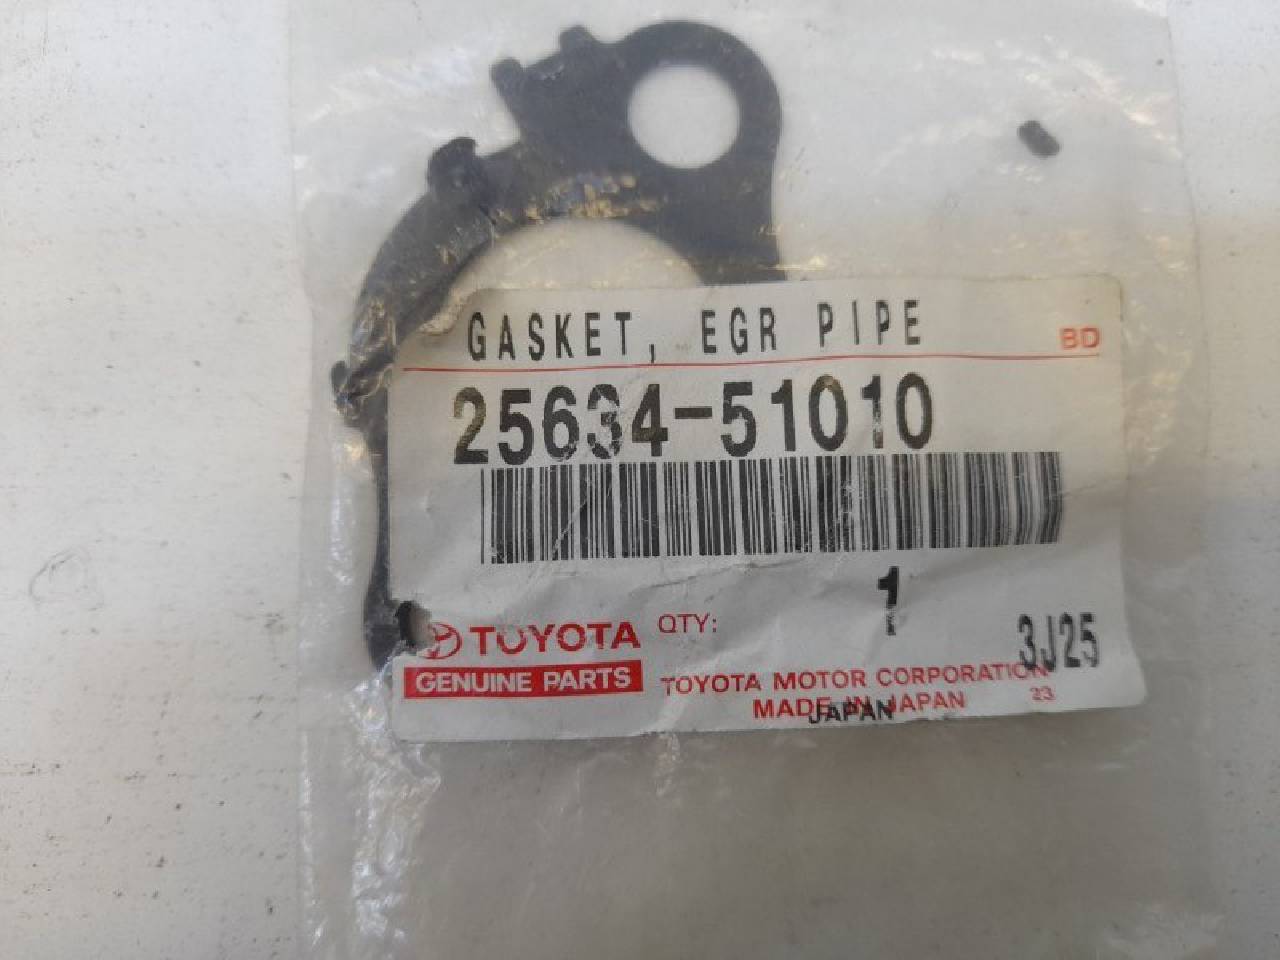 GASKET, EGR PIPE
BD
25634-51010
1
TOYOTA
QTY:
3J25
GENUINE PARTS
TOYOTA MOTOR CORPORATION
MADE IN JAPAN
23
JAPAN